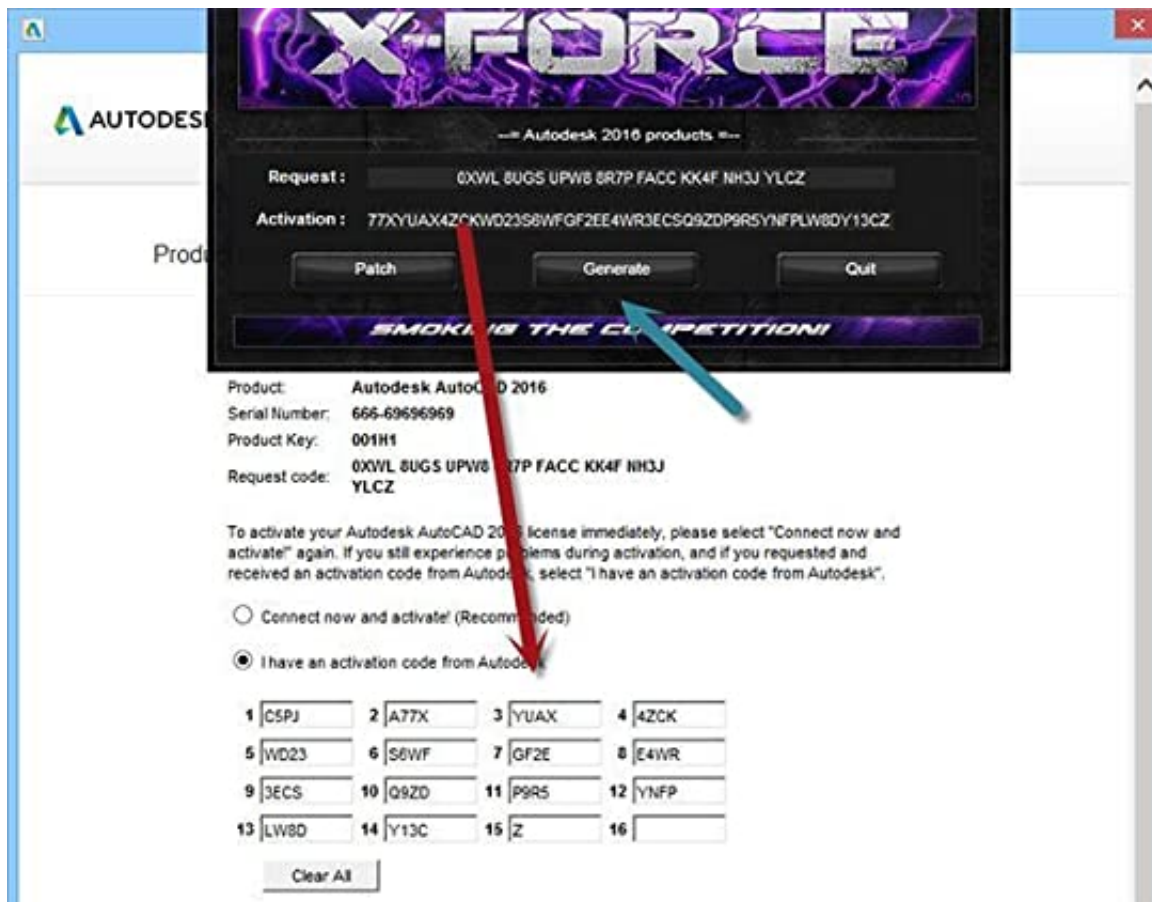 X-FORCE
AUTODES
--= Autodesk 2016 products =--
Request : 0XWL 8UGS UPW8 8R7P FACC KK4F NH3J YLCZ
Activation : 77XYUAX4ZCKWD23S6WFGF2EE4WR3ECSQ9ZDP9R5YNFPLW8DY13CZ
Patch Generate Quit
SMOKING THE COMPETITION!
Product: Autodesk AutoCAD 2016
Serial Number: 666-69696969
Product Key: 001H1
Request code: 0XWL 8UGS UPW8 8R7P FACC KK4F NH3J
YLCZ
To activate your Autodesk AutoCAD 2016 license immediately, please select "Connect now and
activate!" again. If you still experience problems during activation, and if you requested and
received an activation code from Autodesk, select "I have an activation code from Autodesk".
Connect now and activate! (Recommended)
I have an activation code from Autodesk
1 C5PJ 2 A77X 3 YUAX 4 4ZCK
5 WD23 6 S6WF 7 GF2E 8 E4WR
9 3ECS 10 Q9ZD 11 P9R5 12 YNFP
13 LW8D 14 Y13C 15 Z 16
Clear All